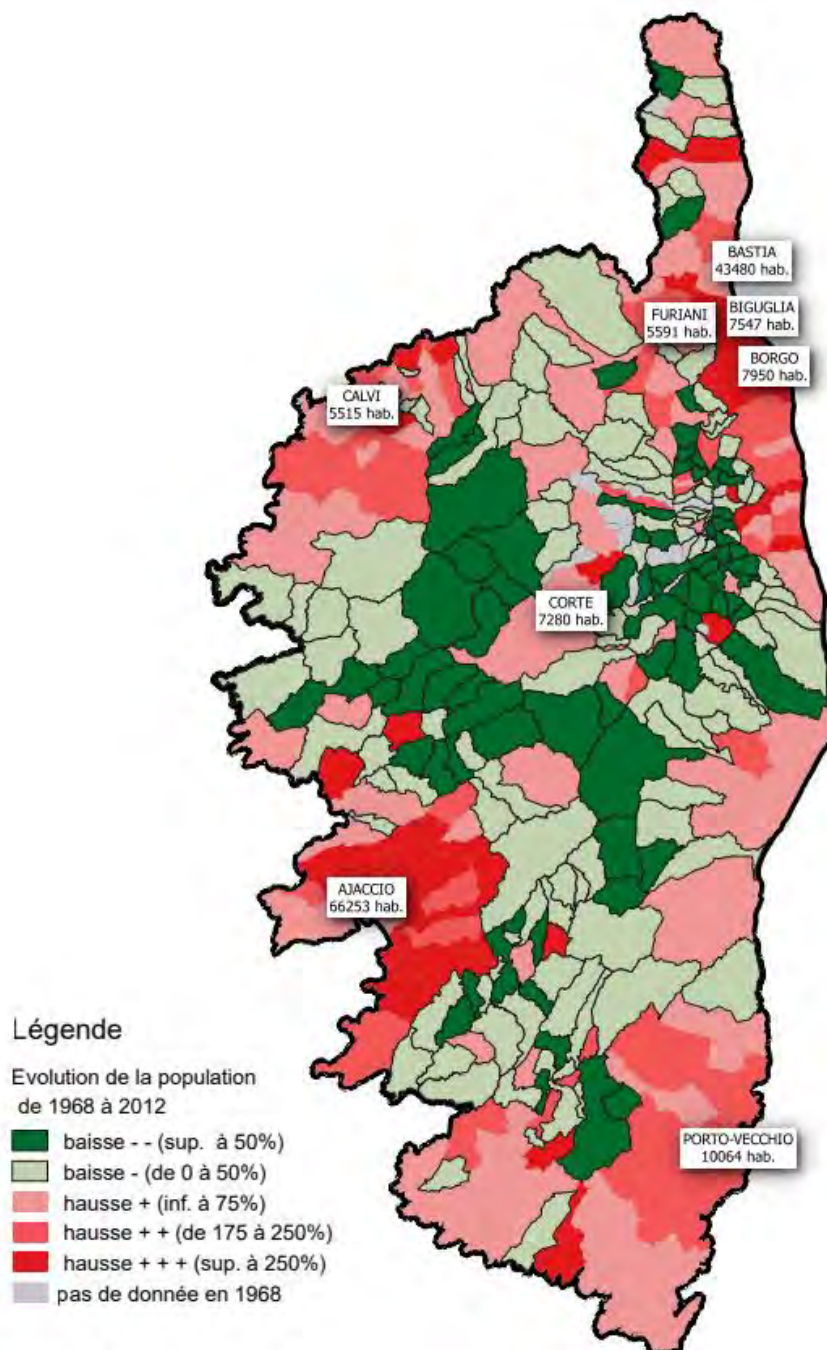 BASTIA
43480 hab.
BIGUGLIA
7547 hab.
FURIANI
5591 hab.
BORGO
7950 hab.
CALVI
5515 hab.
CORTE
7280 hab.
AJACCIO
66253 hab.
PORTO-VECCHIO
10064 hab.
Légende
Evolution de la population
de 1968 à 2012
baisse - - (sup. à 50%)
baisse - (de 0 à 50%)
hausse + (inf. à 75%)
hausse + + (de 175 à 250%)
hausse + + + (sup. à 250%)
pas de donnée en 1968